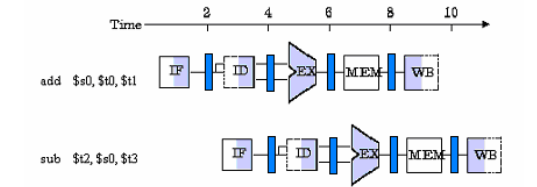 Time 2 4 6 8 10
add $s0, $t0, $t1 IF ID EX MEM WB
sub $t2, $s0, $t3 IF ID EX MEM WB